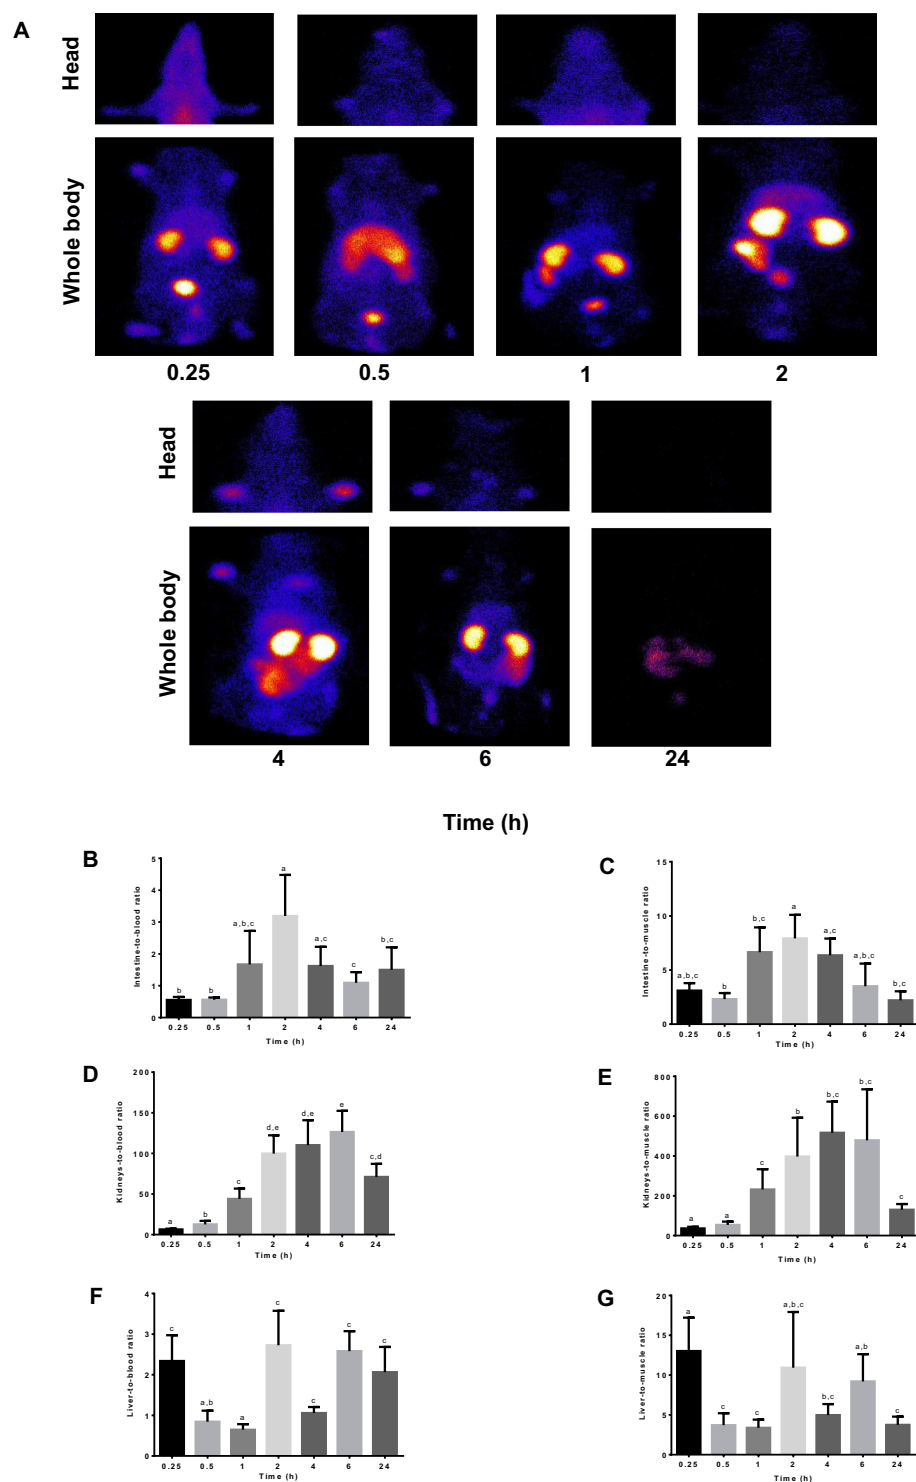 A
Head
Whole body
0.25
0.5
1
2
Head
Whole body
4
6
24
Time (h)
B
Intestine-to-blood ratio
5
4
3
2
1
0
b
b
a,b,c
a
a,c
c
b,c
0.25 0.5 1 2 4 6 24
Time (h)
C
Intestine-to-muscle ratio
15
10
5
0
a,b,c
b
b,c
a
a,c
a,b,c
b,c
0.25 0.5 1 2 4 6 24
Time (h)
D
Kidneys-to-blood ratio
200
150
100
50
0
a
b
c
d,e
d,e
e
c,d
0.25 0.5 1 2 4 6 24
Time (h)
E
Kidneys-to-muscle ratio
800
600
400
200
0
a
a
c
b
b,c
b,c
c
0.25 0.5 1 2 4 6 24
Time (h)
F
Liver-to-blood ratio
4
3
2
1
0
c
a,b
a
c
c
c
c
0.25 0.5 1 2 4 6 24
Time (h)
G
Liver-to-muscle ratio
20
15
10
5
0
a
c
c
a,b,c
b,c
a,b
c
0.25 0.5 1 2 4 6 24
Time (h)